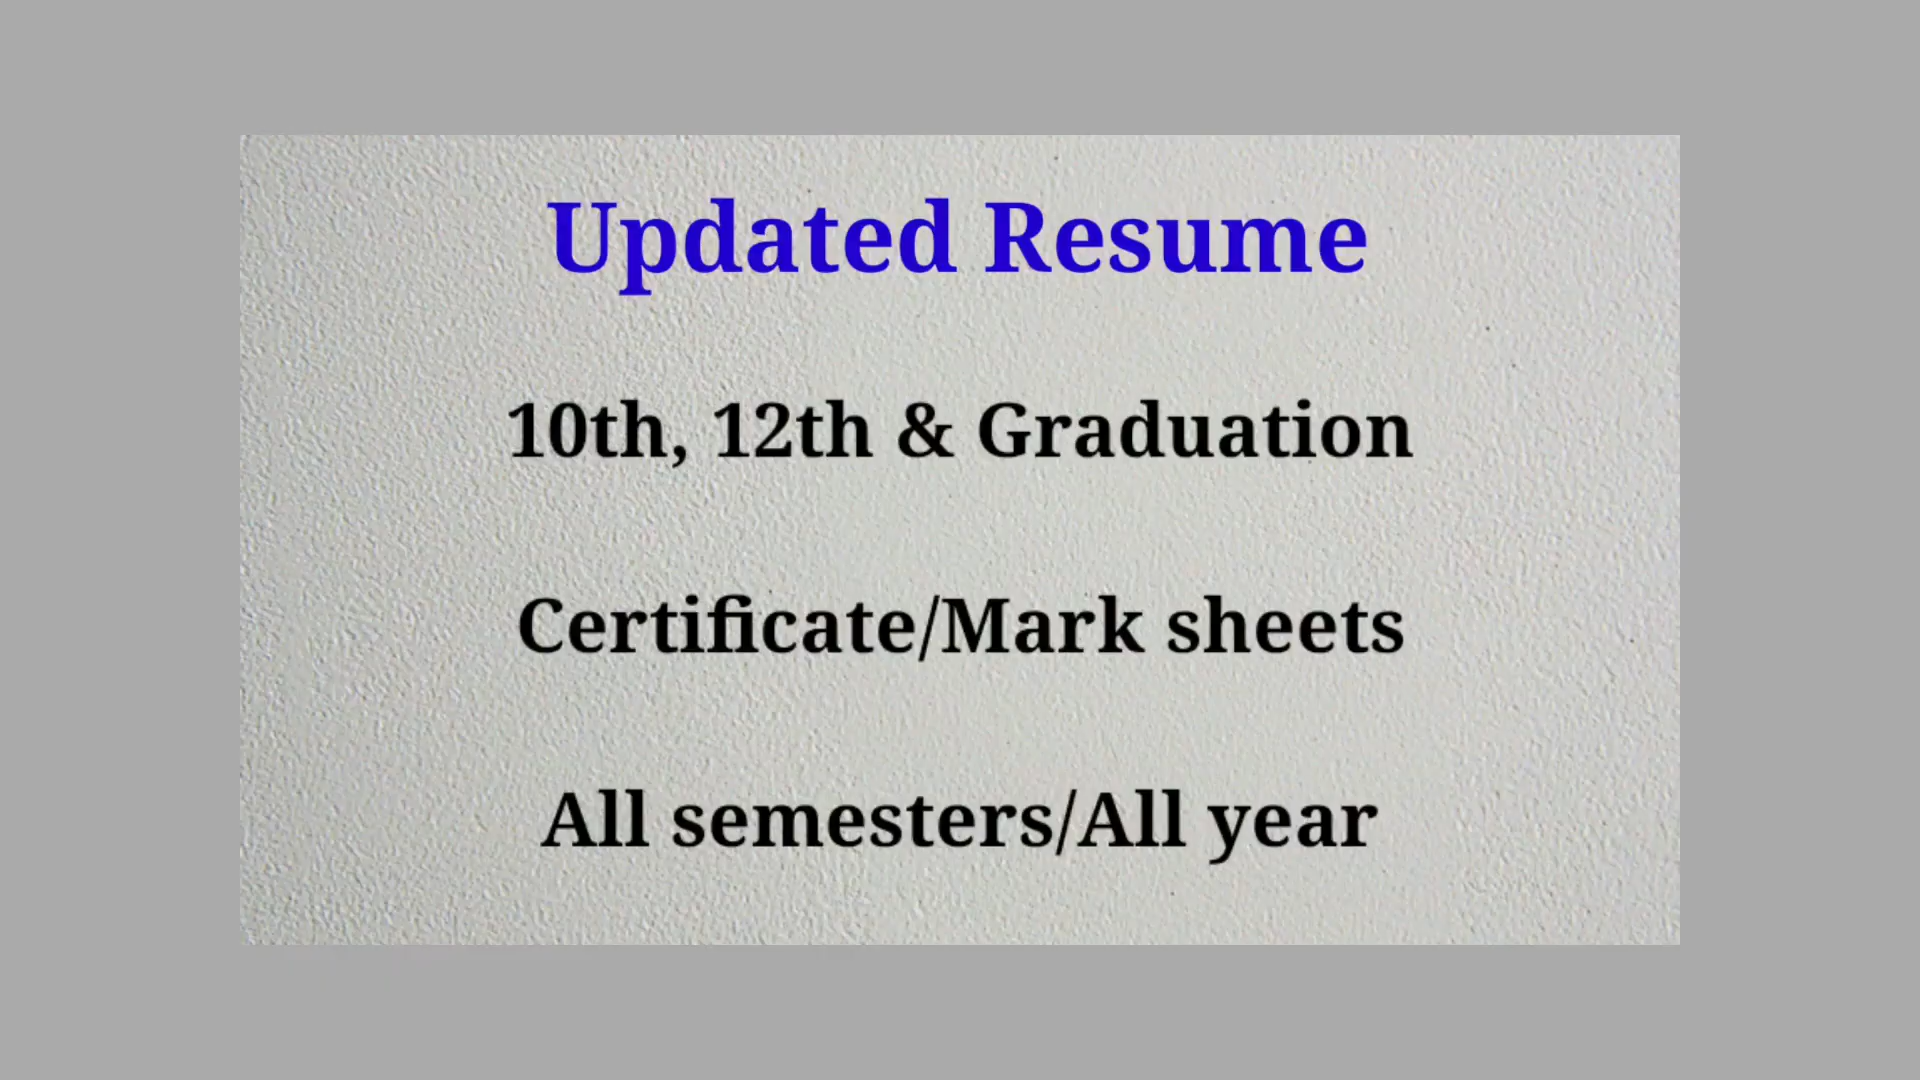 Updated Resume
10th, 12th & Graduation
Certificate/Mark sheets
All semesters/All year